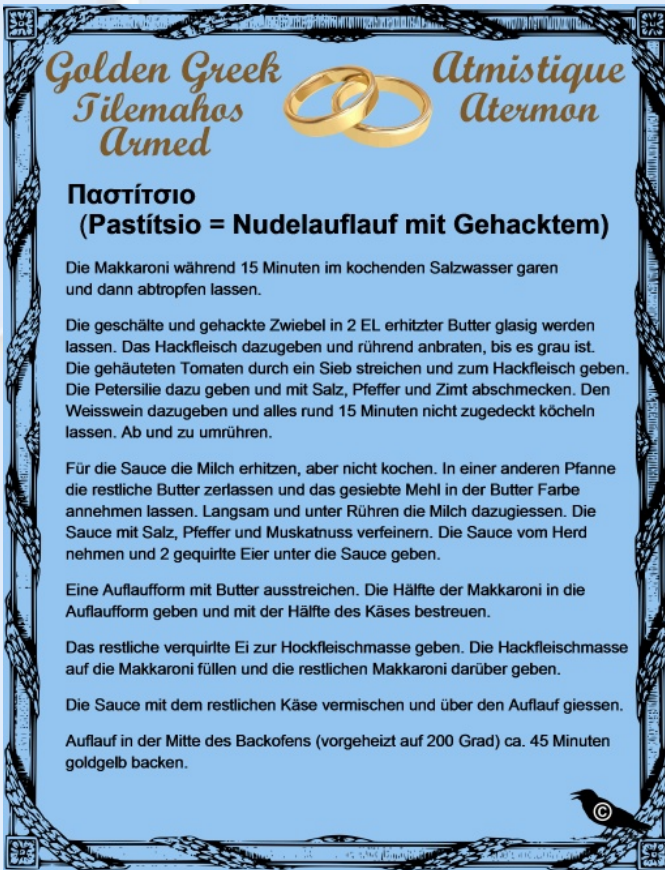 Golden Greek
Tilemahos
Armed
Atmistique
Atermon
Παστίτσιο
(Pastítsio = Nudelauflauf mit Gehacktem)
Die Makkaroni während 15 Minuten im kochenden Salzwasser garen
und dann abtropfen lassen.
Die geschälte und gehackte Zwiebel in 2 EL erhitzter Butter glasig werden
lassen. Das Hackfleisch dazugeben und rührend anbraten, bis es grau ist.
Die gehäuteten Tomaten durch ein Sieb streichen und zum Hackfleisch geben.
Die Petersilie dazu geben und mit Salz, Pfeffer und Zimt abschmecken. Den
Weisswein dazugeben und alles rund 15 Minuten nicht zugedeckt köcheln
lassen. Ab und zu umrühren.
Für die Sauce die Milch erhitzen, aber nicht kochen. In einer anderen Pfanne
die restliche Butter zerlassen und das gesiebte Mehl in der Butter Farbe
annehmen lassen. Langsam und unter Rühren die Milch dazugiessen. Die
Sauce mit Salz, Pfeffer und Muskatnuss verfeinern. Die Sauce vom Herd
nehmen und 2 gequirlte Eier unter die Sauce geben.
Eine Auflaufform mit Butter ausstreichen. Die Hälfte der Makkaroni in die
Auflaufform geben und mit der Hälfte des Käses bestreuen.
Das restliche verquirlte Ei zur Hockfleischmasse geben. Die Hackfleischmasse
auf die Makkaroni füllen und die restlichen Makkaroni darüber geben.
Die Sauce mit dem restlichen Käse vermischen und über den Auflauf giessen.
Auflauf in der Mitte des Backofens (vorgeheizt auf 200 Grad) ca. 45 Minuten
goldgelb backen.
©